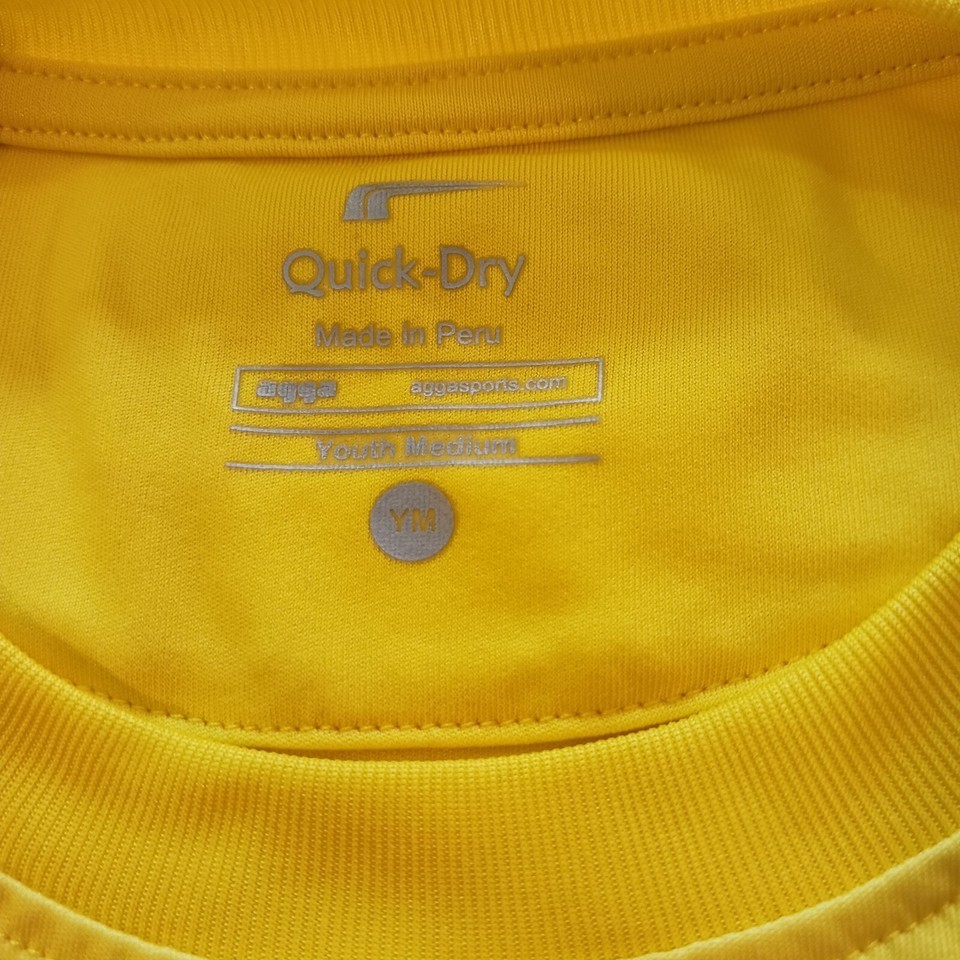 Quick-Dry
Made In Peru
agga aggasports.com
Youth Medium
YM